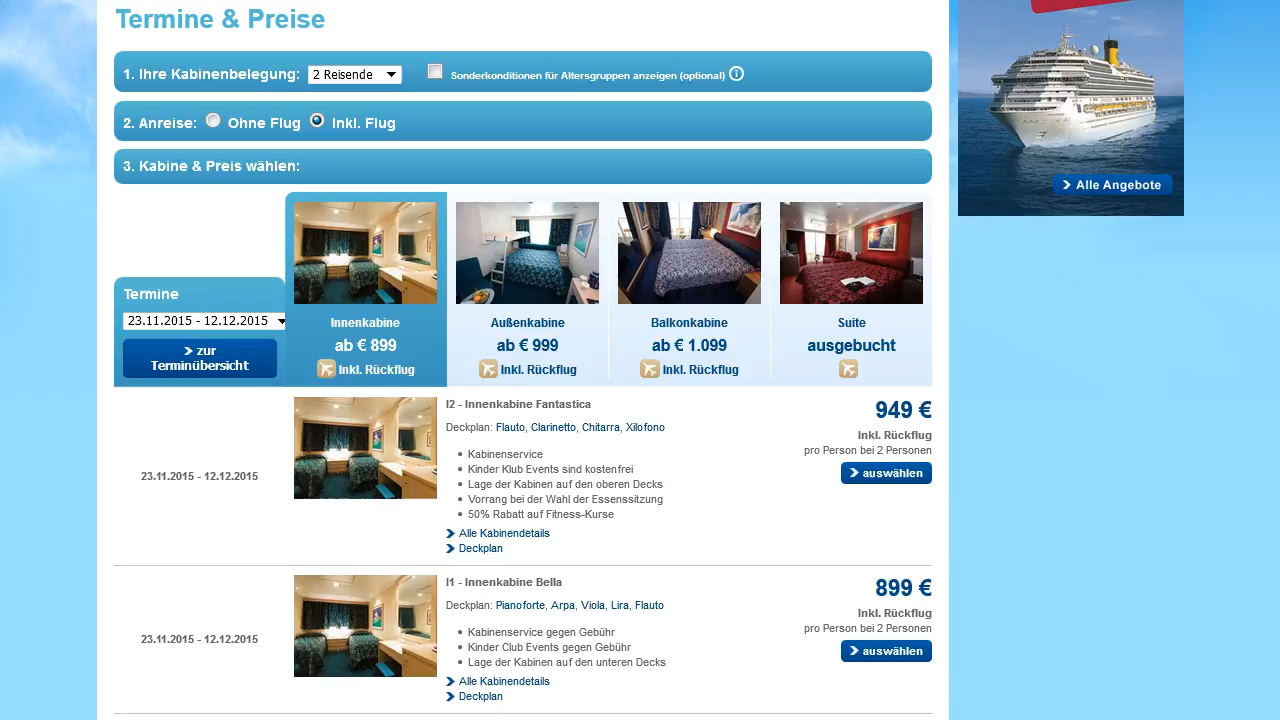 Termine & Preise
1. Ihre Kabinenbelegung: 2 Reisende Sonderkonditionen für Altersgruppen anzeigen (optional)
2. Anreise: Ohne Flug Inkl. Flug
3. Kabine & Preis wählen:
Alle Angebote
Termine
23.11.2015 - 12.12.2015
zur
Terminübersicht
Innenkabine
ab € 899
Inkl. Rückflug
Außenkabine
ab € 999
Inkl. Rückflug
Balkonkabine
ab € 1.099
Inkl. Rückflug
Suite
ausgebucht
23.11.2015 - 12.12.2015
I2 - Innenkabine Fantastica
Deckplan: Flauto, Clarinetto, Chitarra, Xilofono
Kabinenservice
Kinder Klub Events sind kostenfrei
Lage der Kabinen auf den oberen Decks
Vorrang bei der Wahl der Essenssitzung
50% Rabatt auf Fitness-Kurse
Alle Kabinendetails
Deckplan
949 €
Inkl. Rückflug
pro Person bei 2 Personen
auswählen
23.11.2015 - 12.12.2015
I1 - Innenkabine Bella
Deckplan: Pianoforte, Arpa, Viola, Lira, Flauto
Kabinenservice gegen Gebühr
Kinder Club Events gegen Gebühr
Lage der Kabinen auf den unteren Decks
Alle Kabinendetails
Deckplan
899 €
Inkl. Rückflug
pro Person bei 2 Personen
auswählen